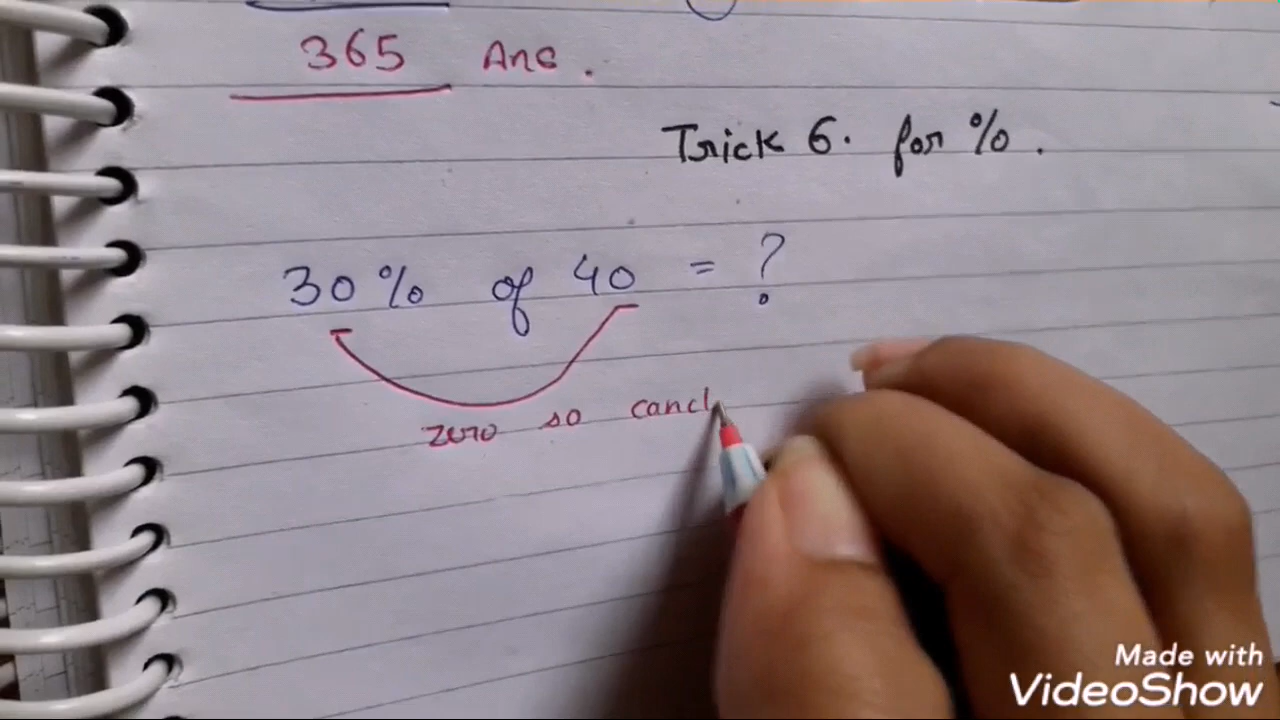 365 Ans.
Trick 6. for %.
30% of 40 = ?
zero so cancl
Made with
VideoShow